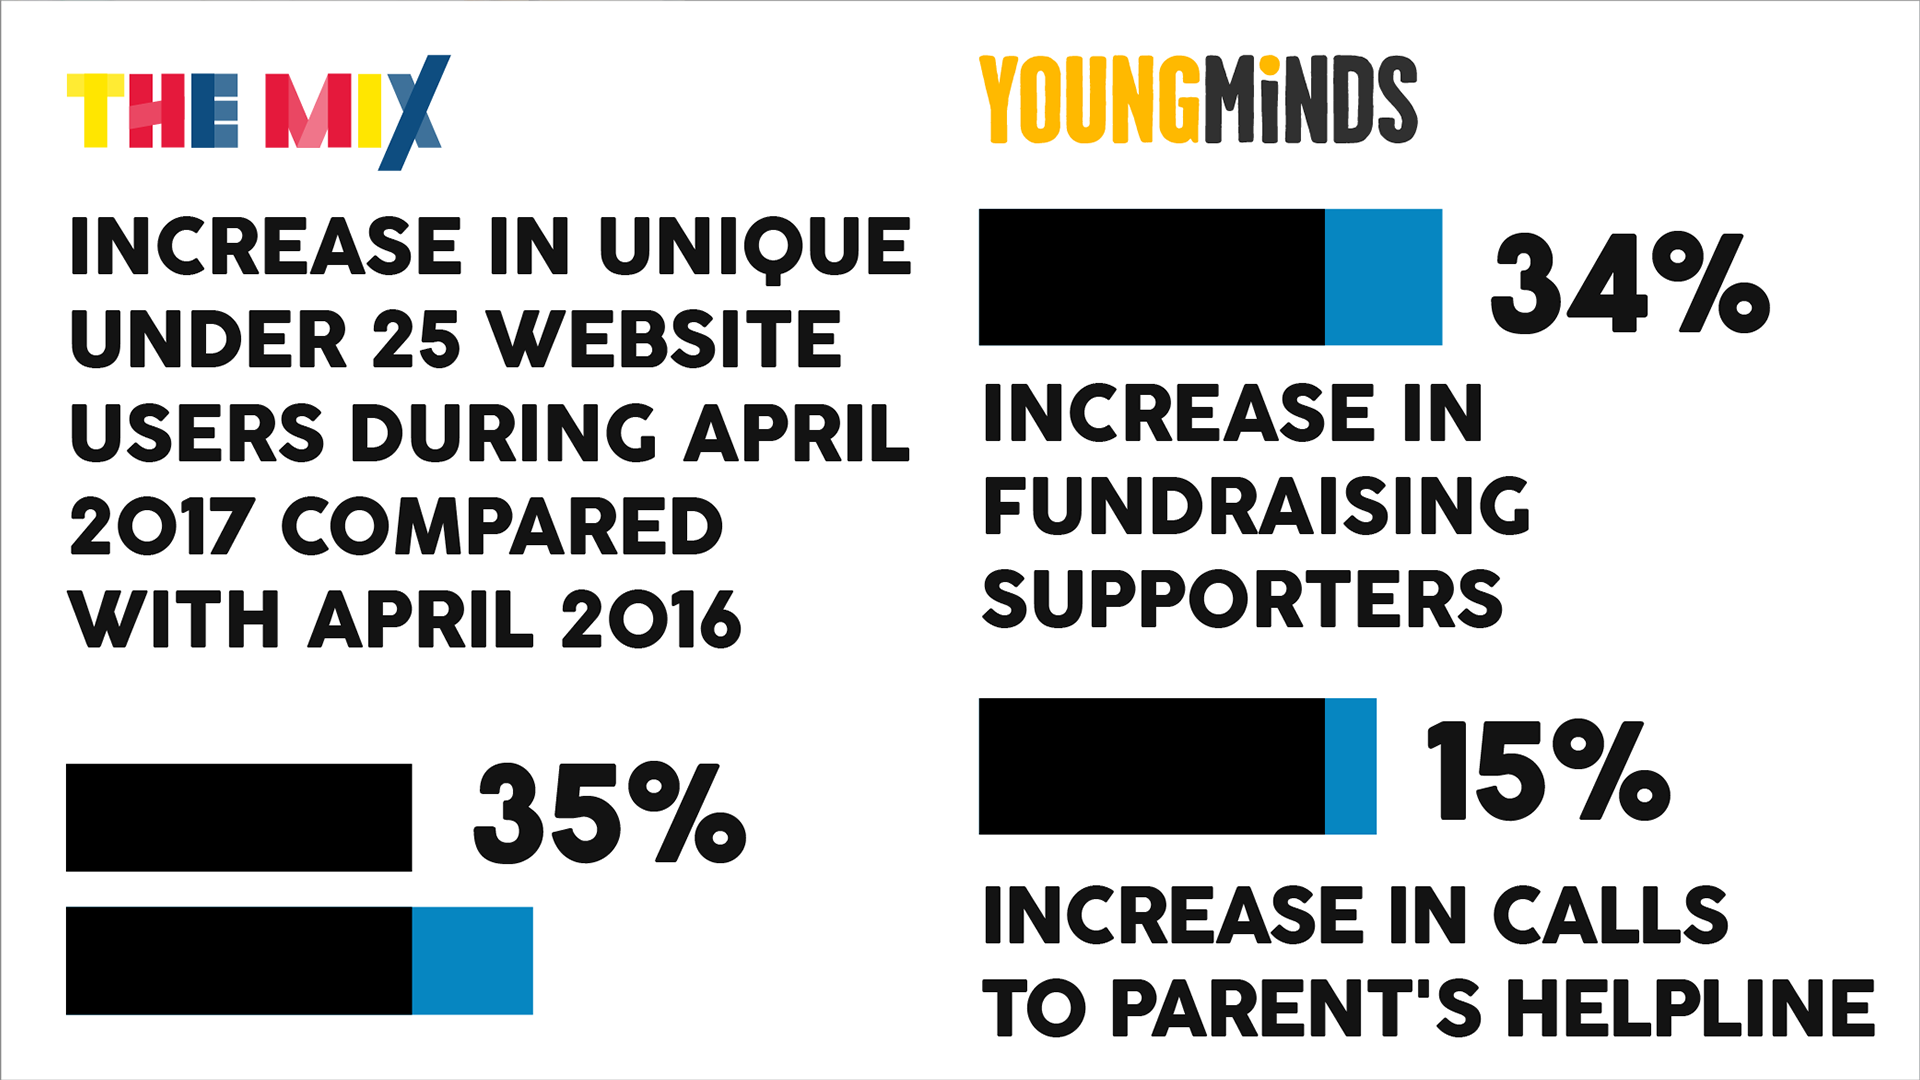 THE MIX
INCREASE IN UNIQUE
UNDER 25 WEBSITE
USERS DURING APRIL
2017 COMPARED
WITH APRIL 2016
35%
YOUNGMiNDS
34%
INCREASE IN
FUNDRAISING
SUPPORTERS
15%
INCREASE IN CALLS
TO PARENT'S HELPLINE